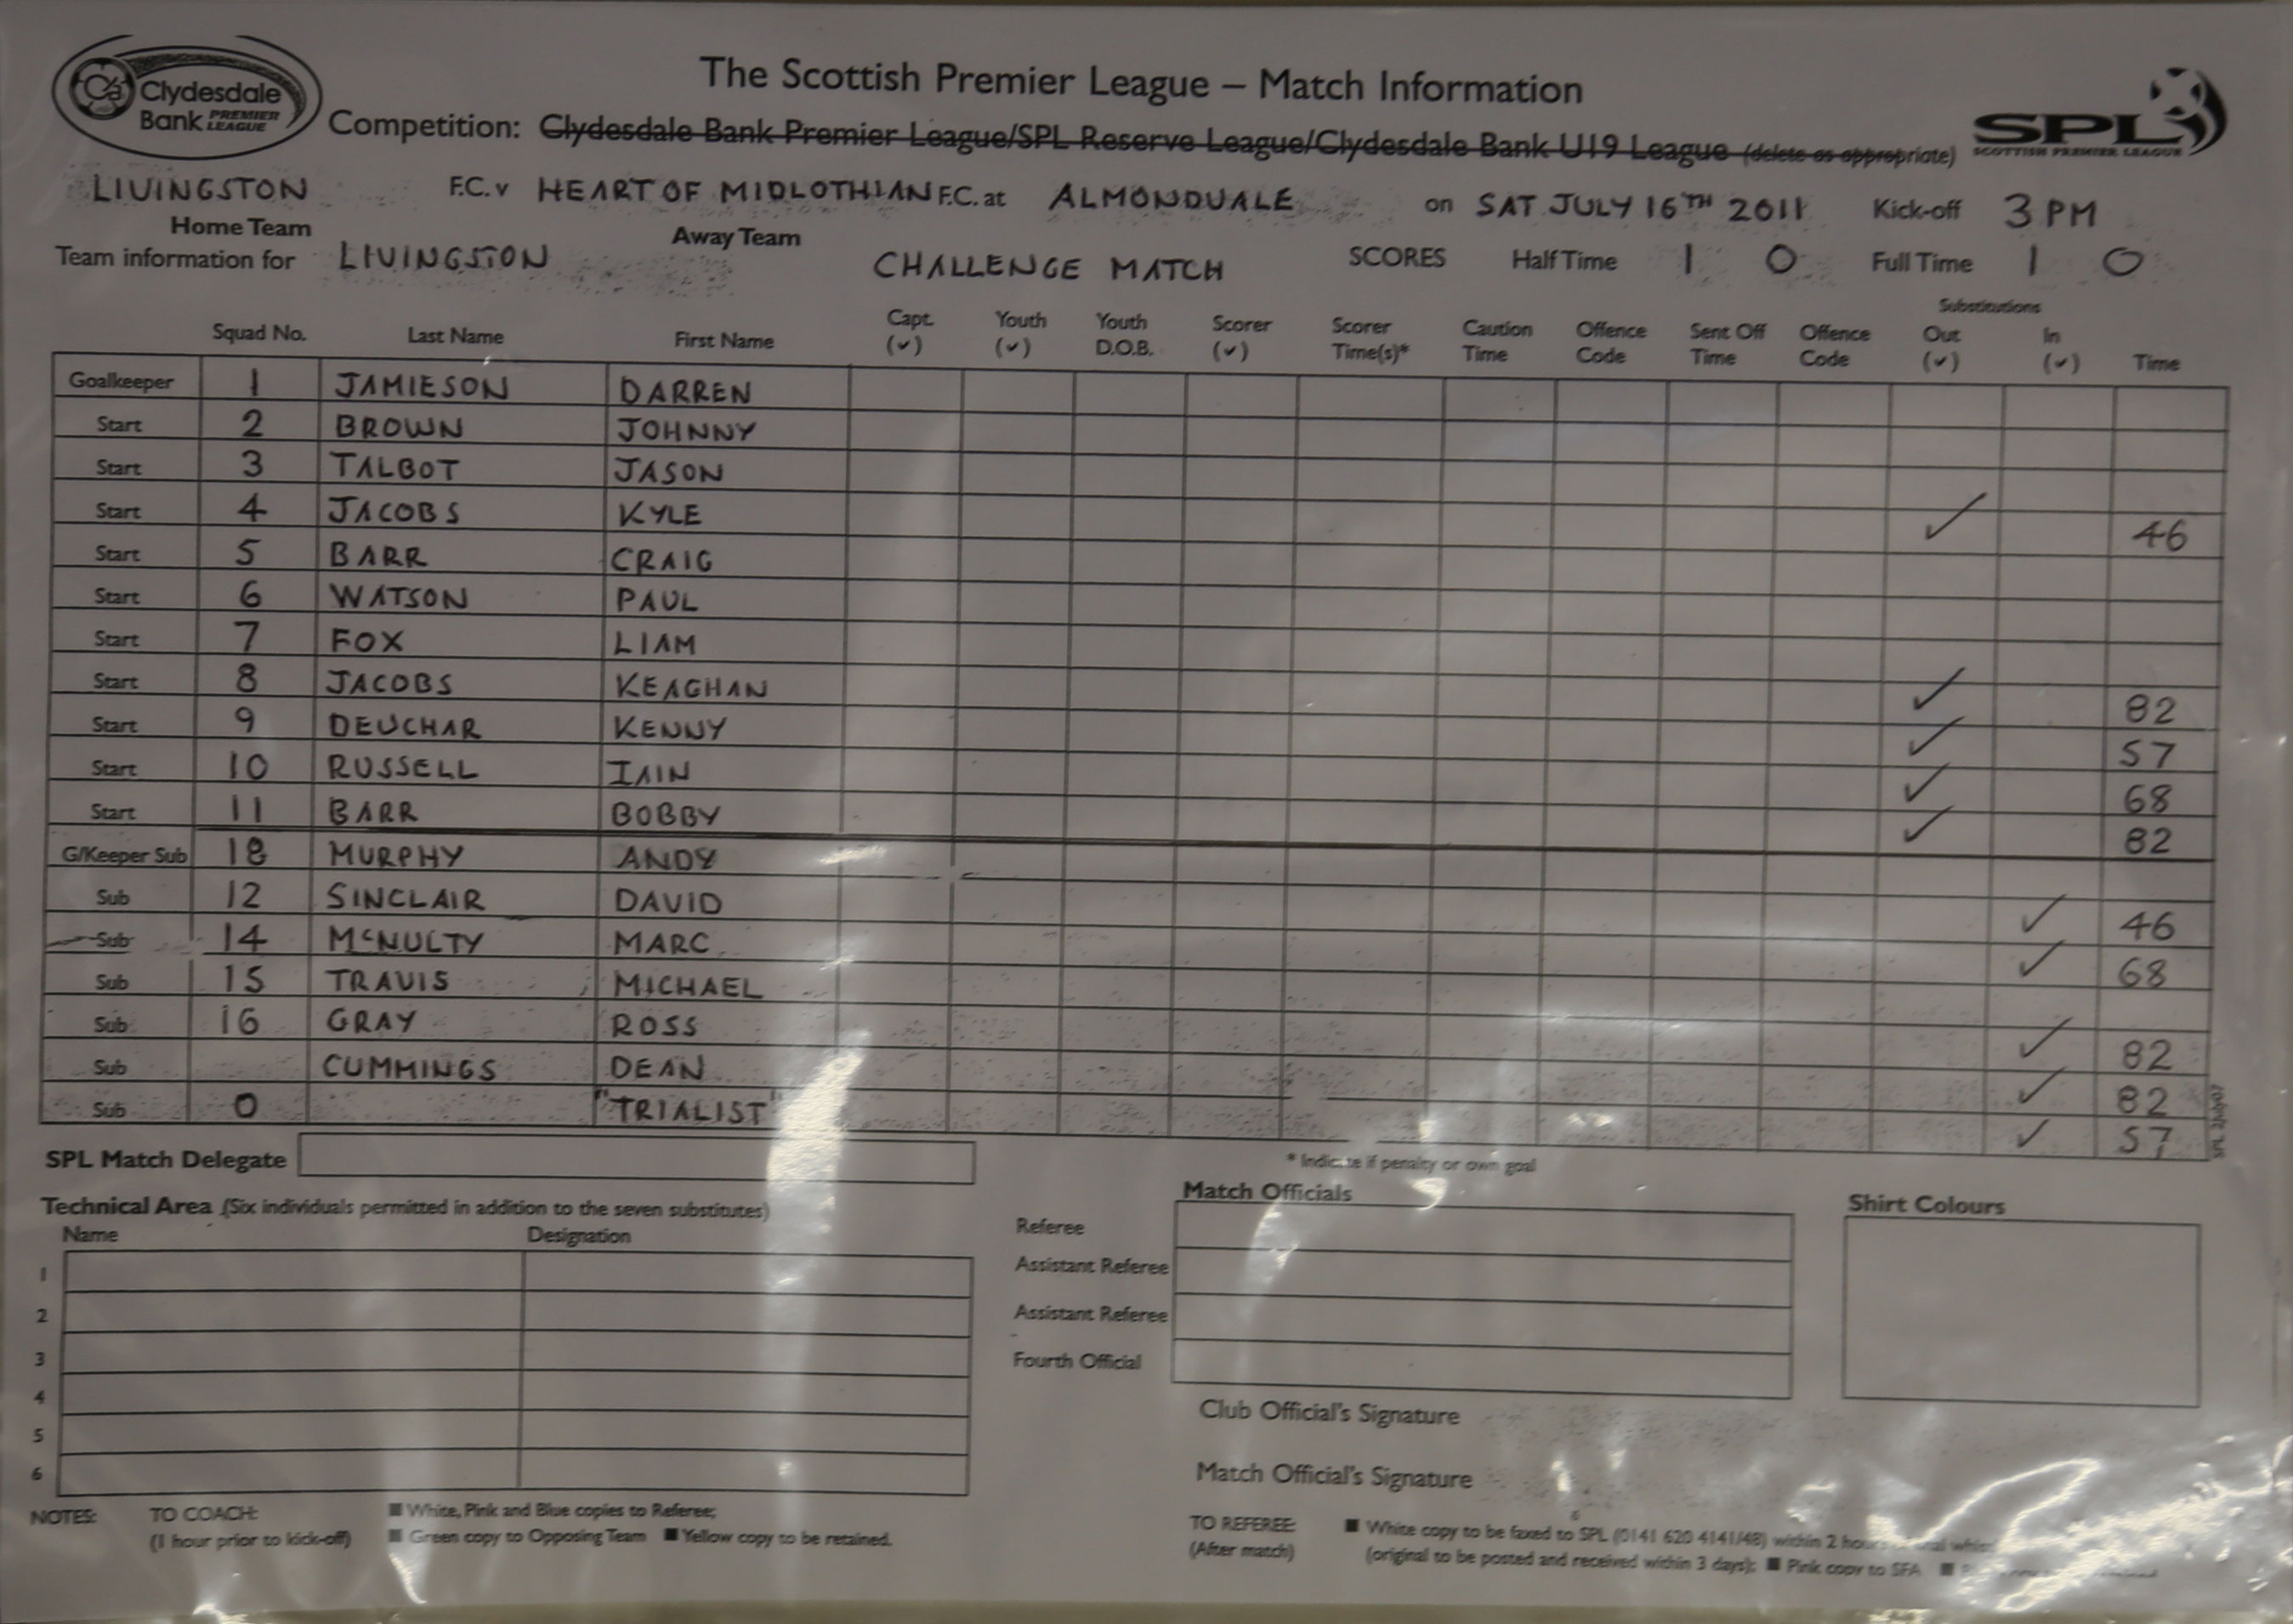 The Scottish Premier League – Match Information
Clydesdale Bank PREMIER LEAGUE
SPL SCOTTISH PREMIER LEAGUE
Competition: Clydesdale Bank Premier League/SPL Reserve League/Clydesdale Bank U19 League (delete as appropriate)
LIVINGSTON F.C. v HEART OF MIDLOTHIAN F.C. at ALMONDVALE on SAT JULY 16TH 2011 Kick-off 3 PM
Home Team Away Team
Team information for LIVINGSTON CHALLENGE MATCH SCORES Half Time 1 0 Full Time 1 0
Substitutions
Squad No. Last Name First Name Capt. (✓) Youth (✓) Youth D.O.B. Scorer (✓) Scorer Time(s)* Caution Time Offence Code Sent Off Time Offence Code Out (✓) In (✓) Time
Goalkeeper 1 JAMIESON DARREN
Start 2 BROWN JOHNNY
Start 3 TALBOT JASON
Start 4 JACOBS KYLE ✓ 46
Start 5 BARR CRAIG
Start 6 WATSON PAUL
Start 7 FOX LIAM
Start 8 JACOBS KEAGHAN ✓ 82
Start 9 DEUCHAR KENNY ✓ 57
Start 10 RUSSELL IAIN ✓ 68
Start 11 BARR BOBBY ✓ 82
G/Keeper Sub 18 MURPHY ANDY
Sub 12 SINCLAIR DAVID ✓ 46
Sub 14 McNULTY MARC ✓ 68
Sub 15 TRAVIS MICHAEL
Sub 16 GRAY ROSS ✓ 82
Sub CUMMINGS DEAN ✓ 82
Sub 0 "TRIALIST" ✓ 57
SPL Match Delegate
* Indicate if penalty or own goal
Technical Area (Six individuals permitted in addition to the seven substitutes)
Name Designation
1
2
3
4
5
6
Match Officials
Referee
Assistant Referee
Assistant Referee
Fourth Official
Shirt Colours
Club Official's Signature
Match Official's Signature
NOTES: TO COACH: ■ White, Pink and Blue copies to Referee;
(1 hour prior to kick-off) ■ Green copy to Opposing Team ■ Yellow copy to be retained.
TO REFEREE: ■ White copy to be faxed to SPL (0141 620 4141/48) within 2
(After match) (original to be posted and received within 3 days); ■ Pink copy to SFA ■